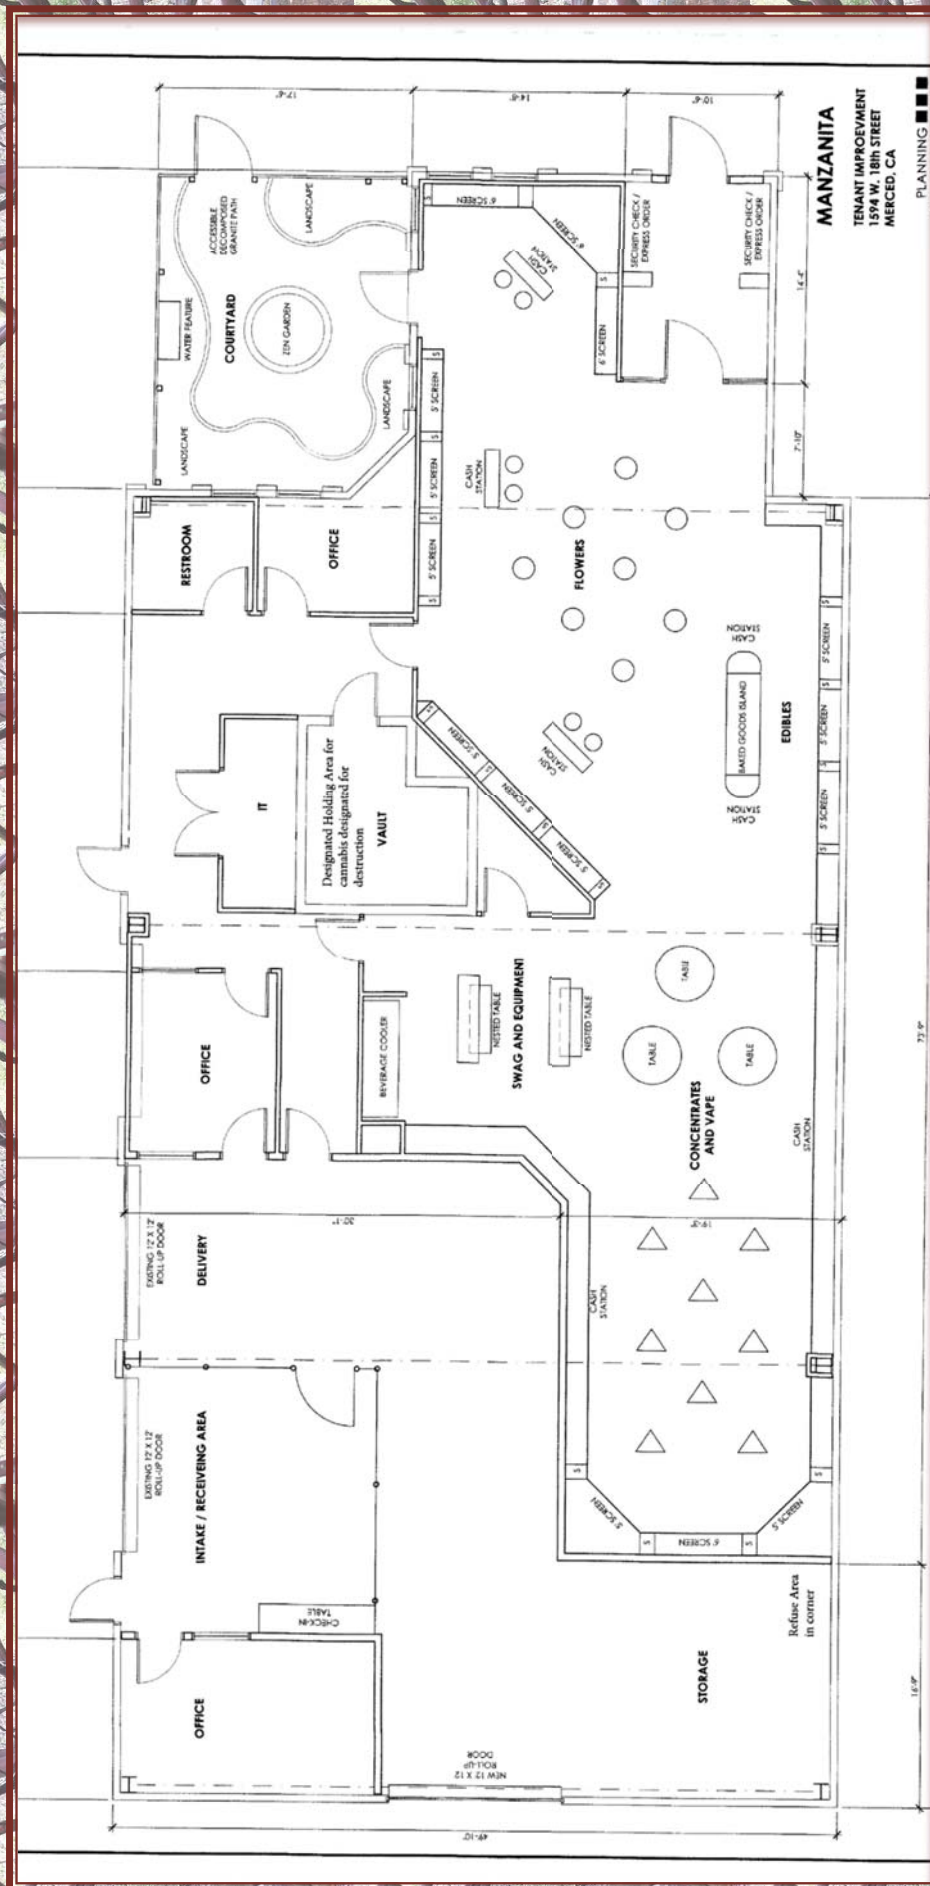 MANZANITA
TENANT IMPROEVMENT
1594 W. 18th STREET
MERCED, CA
PLANNING
17'-6"
14'-8"
10'-6"
ACCESSIBLE
DECOMPOSED
GRANITE PATH
LANDSCAPE
WATER FEATURE
COURTYARD
ZEN GARDEN
LANDSCAPE
LANDSCAPE
S
6' SCREEN
6' SCREEN
S
6' SCREEN
CASH
STATION
SECURITY CHECK /
EXPRESS ORDER
SECURITY CHECK /
EXPRESS ORDER
14'-4"
7'-10"
S
5' SCREEN
S
5' SCREEN
S
5' SCREEN
S
CASH
STATION
RESTROOM
OFFICE
FLOWERS
CASH
STATION
BAKED GOODS ISLAND
CASH
STATION
EDIBLES
S
5' SCREEN
S
5' SCREEN
S
5' SCREEN
S
IT
Designated Holding Area for
cannabis designated for
destruction
VAULT
S
5' SCREEN
S
5' SCREEN
S
5' SCREEN
S
CASH
STATION
OFFICE
BEVERAGE COOLER
NESTED TABLE
SWAG AND EQUIPMENT
NESTED TABLE
TABLE
TABLE
TABLE
CONCENTRATES
AND VAPE
CASH
STATION
73'-9"
EXISTING 12' X 12'
ROLL-UP DOOR
DELIVERY
30'-1"
19'-3"
CASH
STATION
EXISTING 12' X 12'
ROLL-UP DOOR
INTAKE / RECEIVEING AREA
CHECK-IN
TABLE
S
5' SCREEN
S
6' SCREEN
S
5' SCREEN
S
OFFICE
NEW 12 X 12
ROLL-UP
DOOR
STORAGE
Refuse Area
in corner
16'-9"
49'-10"